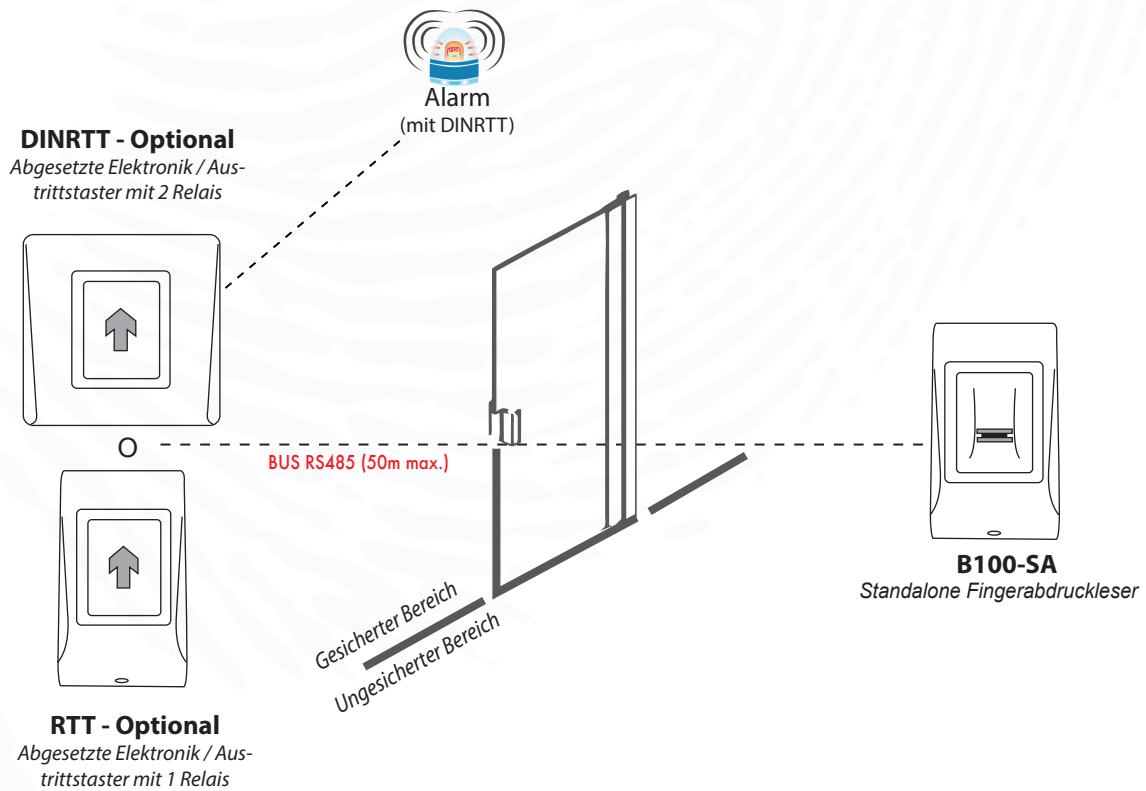 Alarm
(mit DINRTT)
DINRTT - Optional
Abgesetzte Elektronik / Aus-
trittstaster mit 2 Relais
O
BUS RS485 (50m max.)
B100-SA
Standalone Fingerabdruckleser
Gesicherter Bereich
Ungesicherter Bereich
RTT - Optional
Abgesetzte Elektronik / Aus-
trittstaster mit 1 Relais